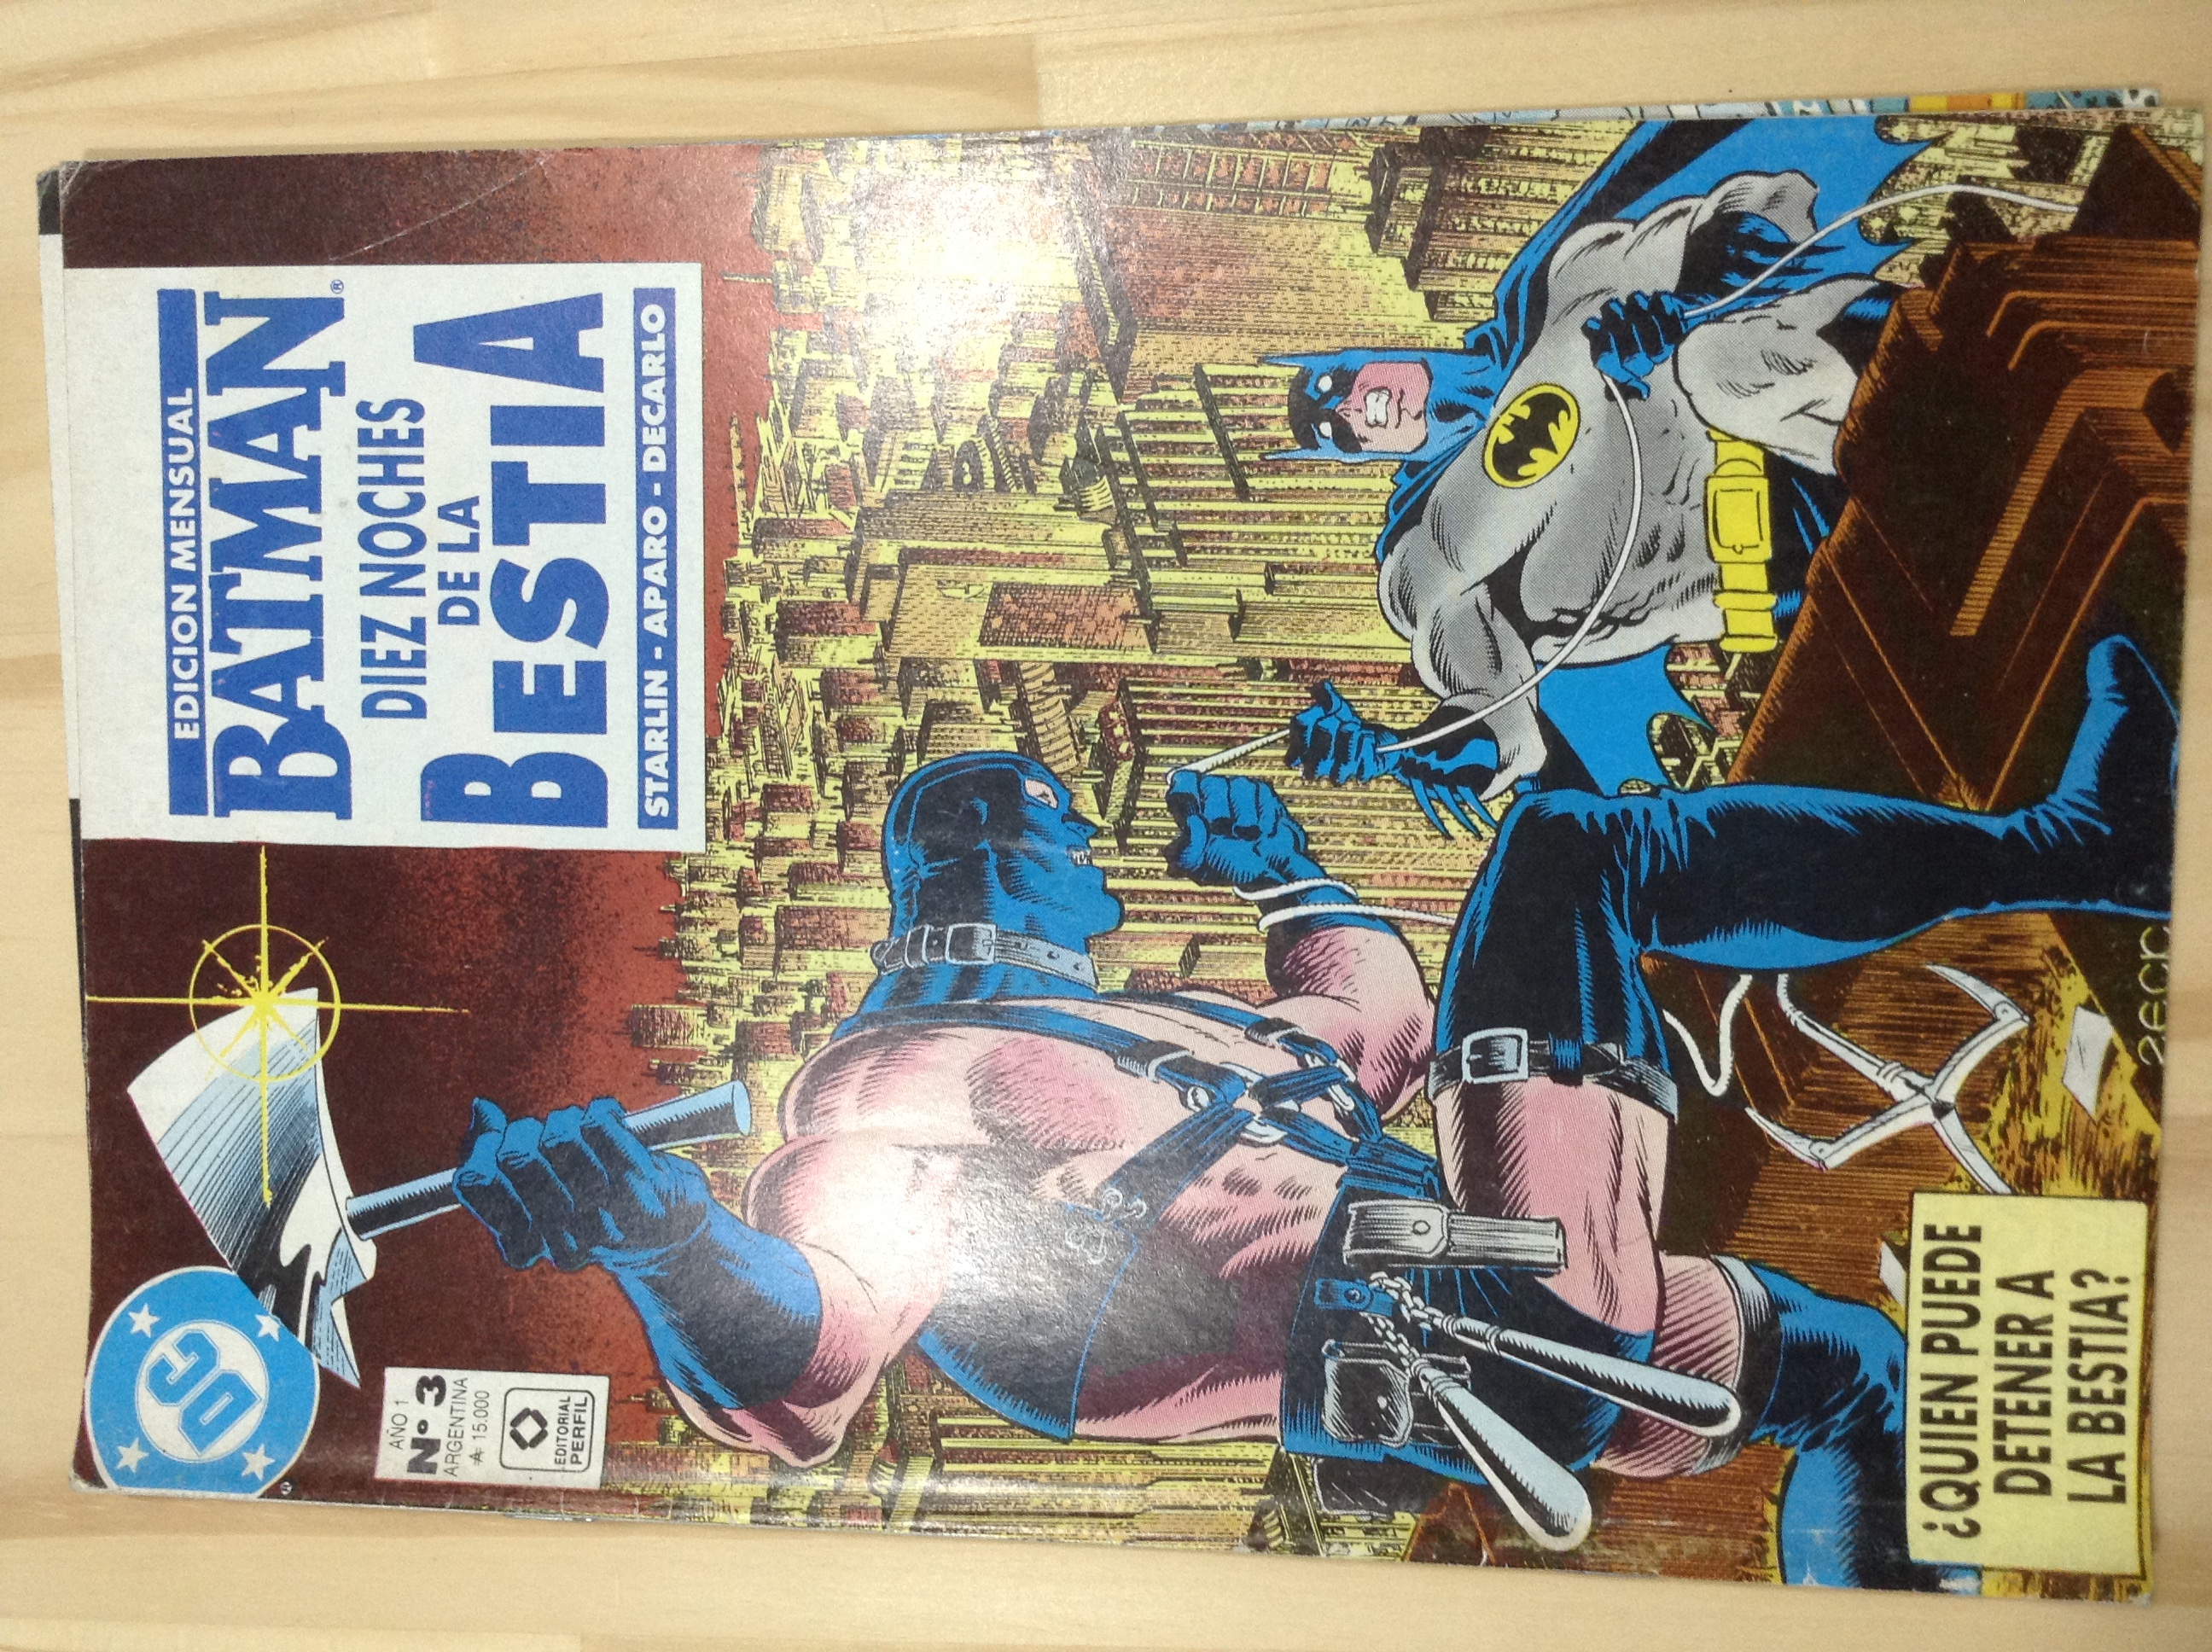 EDICION MENSUAL
BATMAN®
DIEZ NOCHES
DE LA
BESTIA
STARLIN - APARO - DECARLO
DC
AÑO 1
Nº 3
ARGENTINA
₳ 15.000
EDITORIAL
PERFIL
¿QUIEN PUEDE
DETENER A
LA BESTIA?